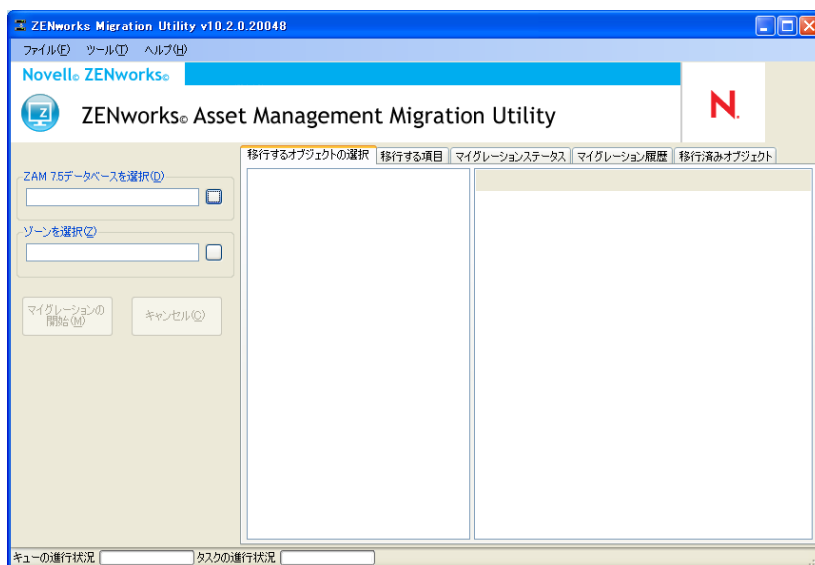 ZENworks Migration Utility v10.2.0.20048
ファイル(F) ツール(T) ヘルプ(H)
Novell® ZENworks®
ZENworks® Asset Management Migration Utility
N.
移行するオブジェクトの選択 移行する項目 マイグレーションステータス マイグレーション履歴 移行済みオブジェクト
ZAM 7.5データベースを選択(D)
ゾーンを選択(Z)
マイグレーションの
開始(M)
キャンセル(C)
キューの進行状況 タスクの進行状況